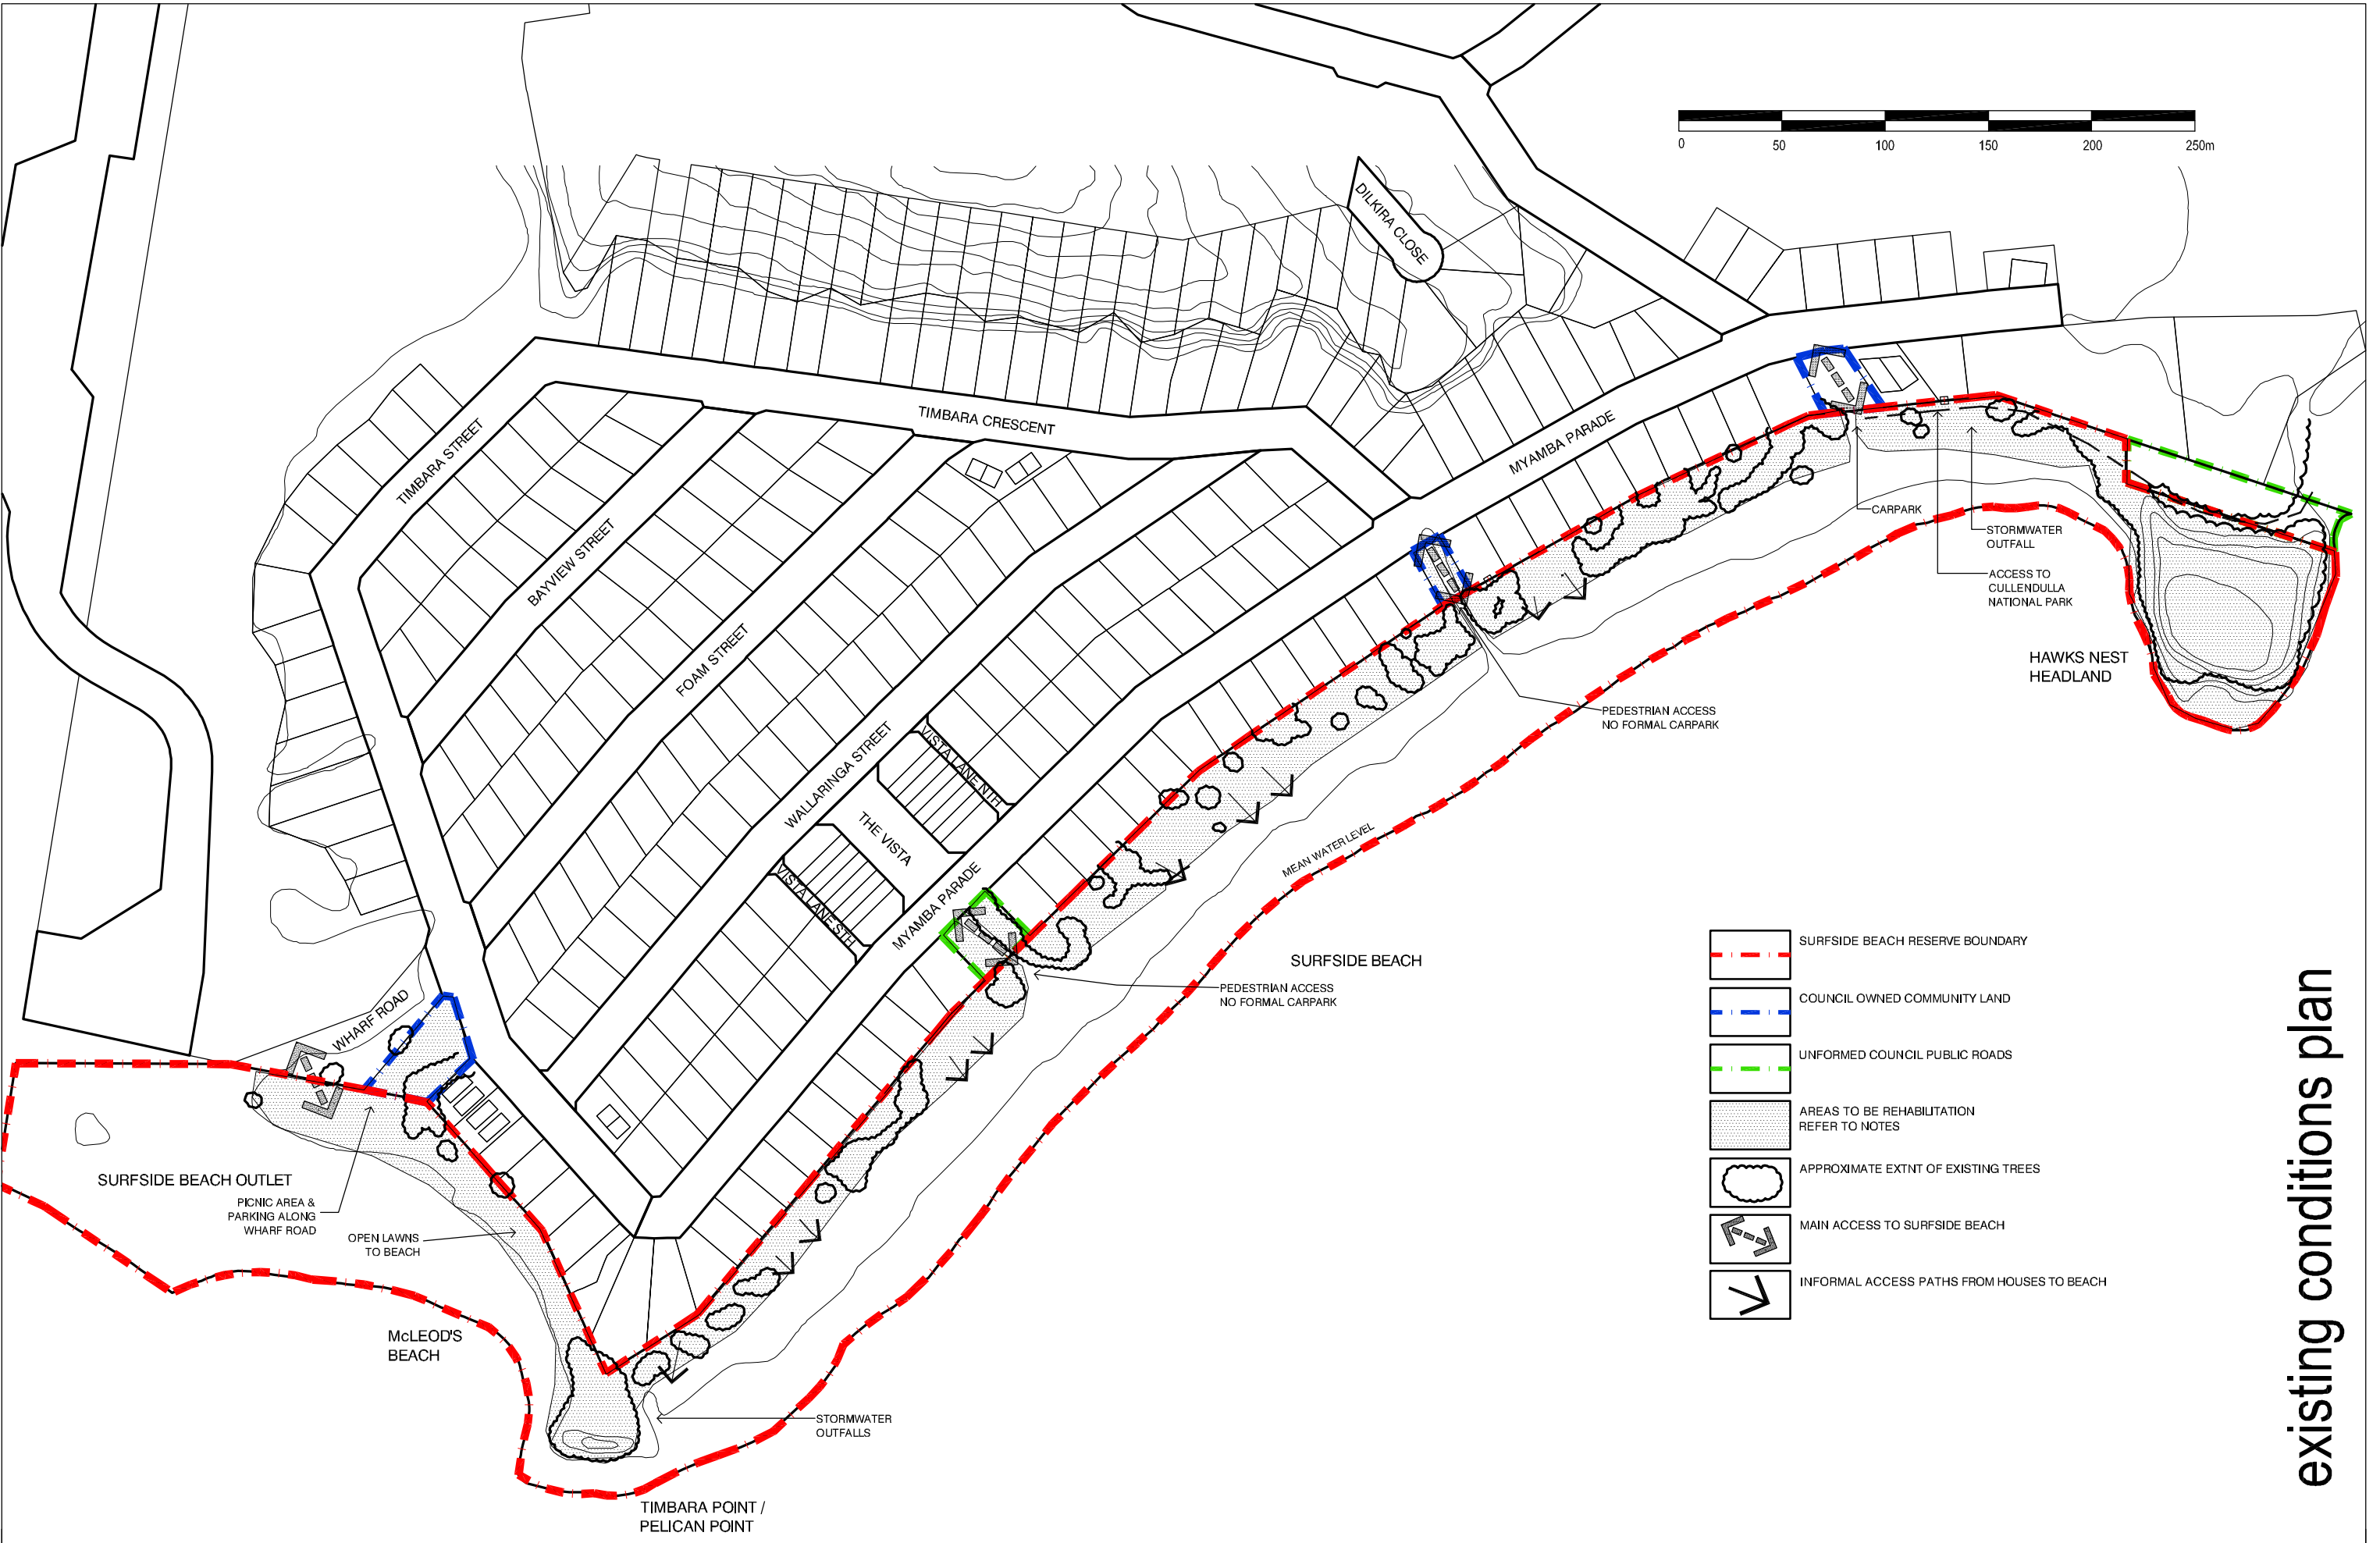 0 50 100 150 200 250m
DILKIRA CLOSE
TIMBARA CRESCENT
TIMBARA STREET
MYAMBA PARADE
BAYVIEW STREET
CARPARK
STORMWATER
OUTFALL
ACCESS TO
CULLENDULLA
NATIONAL PARK
FOAM STREET
HAWKS NEST
HEADLAND
PEDESTRIAN ACCESS
NO FORMAL CARPARK
WALLARINGA STREET
VISTA LANE NTH
THE VISTA
VISTA LANE STH
MYAMBA PARADE
MEAN WATER LEVEL
SURFSIDE BEACH
PEDESTRIAN ACCESS
NO FORMAL CARPARK
WHARF ROAD
SURFSIDE BEACH OUTLET
PICNIC AREA &
PARKING ALONG
WHARF ROAD
OPEN LAWNS
TO BEACH
McLEOD'S
BEACH
STORMWATER
OUTFALLS
TIMBARA POINT /
PELICAN POINT
SURFSIDE BEACH RESERVE BOUNDARY
COUNCIL OWNED COMMUNITY LAND
UNFORMED COUNCIL PUBLIC ROADS
AREAS TO BE REHABILITATION
REFER TO NOTES
APPROXIMATE EXTNT OF EXISTING TREES
MAIN ACCESS TO SURFSIDE BEACH
INFORMAL ACCESS PATHS FROM HOUSES TO BEACH
existing conditions plan